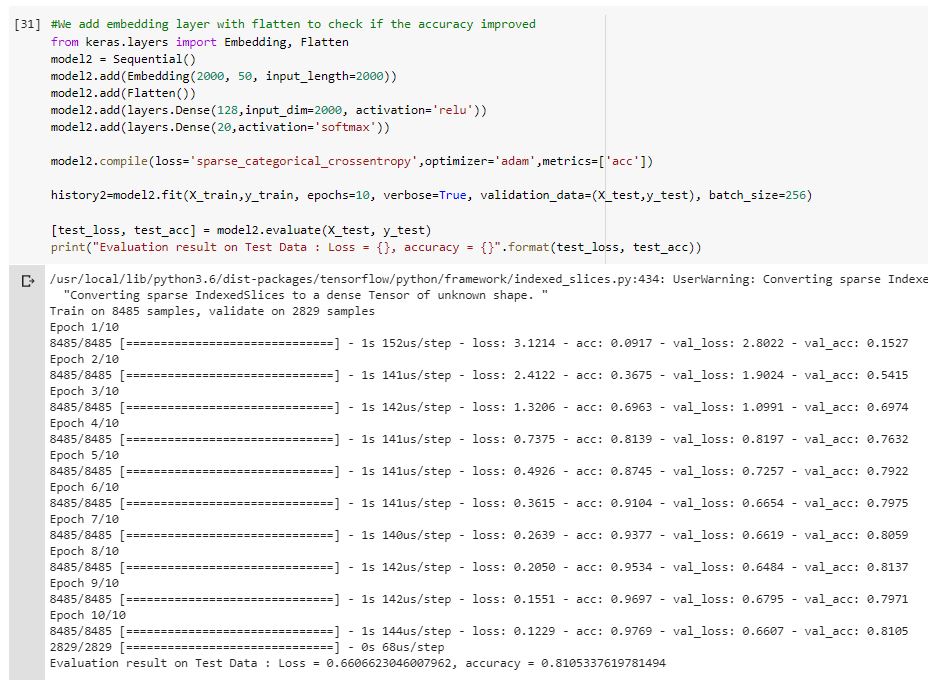 [31] #We add embedding layer with flatten to check if the accuracy improved
from keras.layers import Embedding, Flatten
model2 = Sequential()
model2.add(Embedding(2000, 50, input_length=2000))
model2.add(Flatten())
model2.add(layers.Dense(128,input_dim=2000, activation='relu'))
model2.add(layers.Dense(20,activation='softmax'))
model2.compile(loss='sparse_categorical_crossentropy',optimizer='adam',metrics=['acc'])
history2=model2.fit(X_train,y_train, epochs=10, verbose=True, validation_data=(X_test,y_test), batch_size=256)
[test_loss, test_acc] = model2.evaluate(X_test, y_test)
print("Evaluation result on Test Data : Loss = {}, accuracy = {}".format(test_loss, test_acc))
/usr/local/lib/python3.6/dist-packages/tensorflow/python/framework/indexed_slices.py:434: UserWarning: Converting sparse Indexe
"Converting sparse IndexedSlices to a dense Tensor of unknown shape. "
Train on 8485 samples, validate on 2829 samples
Epoch 1/10
8485/8485 [==============================] - 1s 152us/step - loss: 3.1214 - acc: 0.0917 - val_loss: 2.8022 - val_acc: 0.1527
Epoch 2/10
8485/8485 [==============================] - 1s 141us/step - loss: 2.4122 - acc: 0.3675 - val_loss: 1.9024 - val_acc: 0.5415
Epoch 3/10
8485/8485 [==============================] - 1s 142us/step - loss: 1.3206 - acc: 0.6963 - val_loss: 1.0991 - val_acc: 0.6974
Epoch 4/10
8485/8485 [==============================] - 1s 141us/step - loss: 0.7375 - acc: 0.8139 - val_loss: 0.8197 - val_acc: 0.7632
Epoch 5/10
8485/8485 [==============================] - 1s 141us/step - loss: 0.4926 - acc: 0.8745 - val_loss: 0.7257 - val_acc: 0.7922
Epoch 6/10
8485/8485 [==============================] - 1s 141us/step - loss: 0.3615 - acc: 0.9104 - val_loss: 0.6654 - val_acc: 0.7975
Epoch 7/10
8485/8485 [==============================] - 1s 140us/step - loss: 0.2639 - acc: 0.9377 - val_loss: 0.6619 - val_acc: 0.8059
Epoch 8/10
8485/8485 [==============================] - 1s 142us/step - loss: 0.2050 - acc: 0.9534 - val_loss: 0.6484 - val_acc: 0.8137
Epoch 9/10
8485/8485 [==============================] - 1s 142us/step - loss: 0.1551 - acc: 0.9697 - val_loss: 0.6795 - val_acc: 0.7971
Epoch 10/10
8485/8485 [==============================] - 1s 144us/step - loss: 0.1229 - acc: 0.9769 - val_loss: 0.6607 - val_acc: 0.8105
2829/2829 [==============================] - 0s 68us/step
Evaluation result on Test Data : Loss = 0.6606623046007962, accuracy = 0.8105337619781494